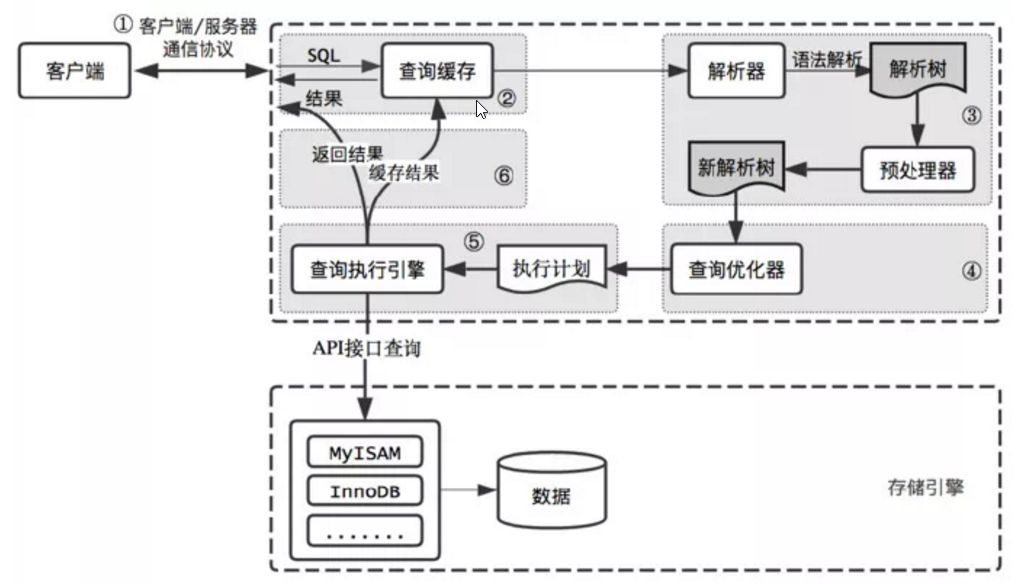 ① 客户端/服务器
通信协议
客户端
SQL
结果
查询缓存
②
解析器
语法解析
解析树
③
返回结果
缓存结果
⑥
新解析树
预处理器
查询执行引擎
⑤
执行计划
查询优化器
④
API接口查询
MyISAM
InnoDB
.......
数据
存储引擎